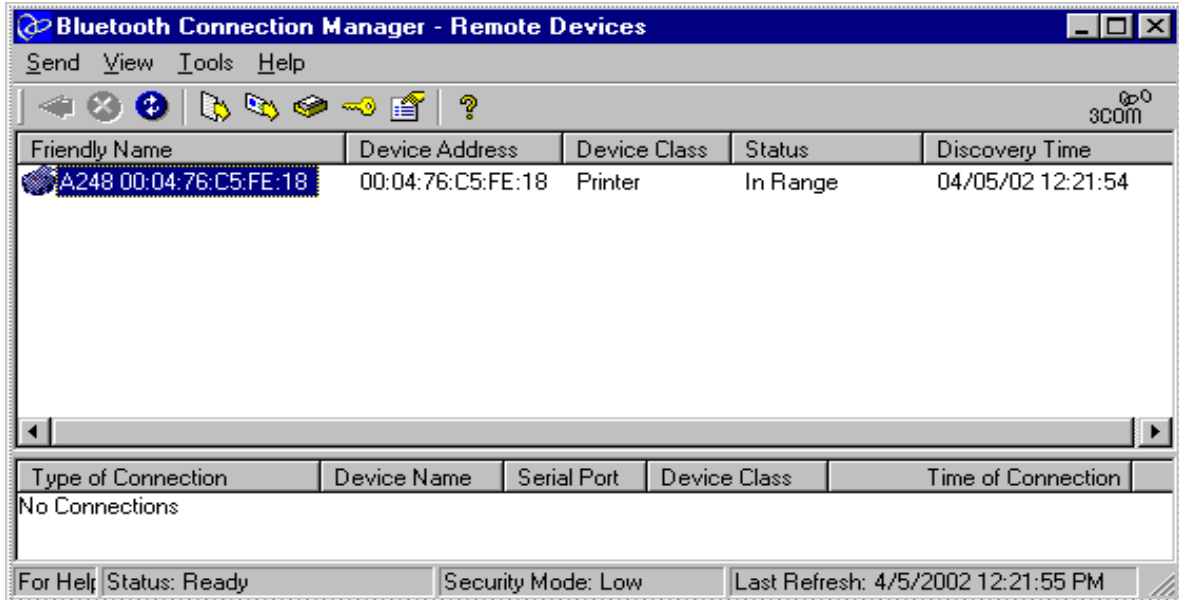 Bluetooth Connection Manager - Remote Devices
Send View Tools Help
3COM
Friendly Name Device Address Device Class Status Discovery Time
A248 00:04:76:C5:FE:18 00:04:76:C5:FE:18 Printer In Range 04/05/02 12:21:54
Type of Connection Device Name Serial Port Device Class Time of Connection
No Connections
For Help Status: Ready Security Mode: Low Last Refresh: 4/5/2002 12:21:55 PM